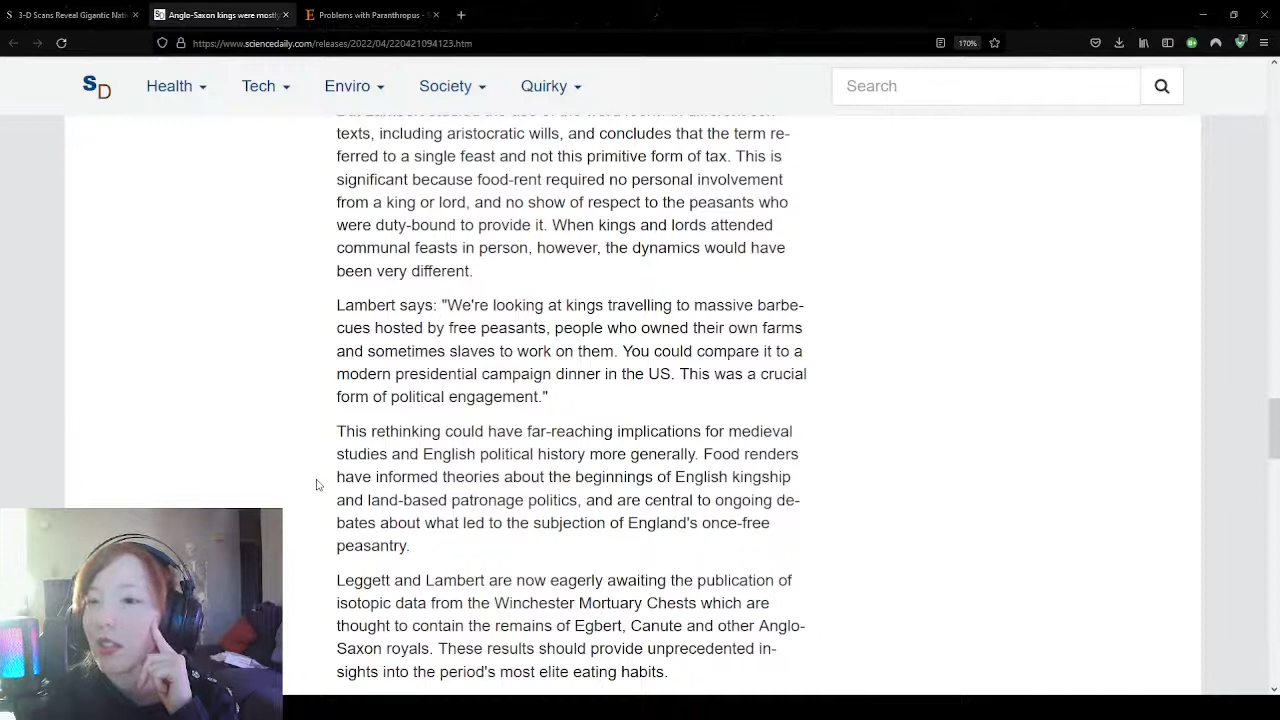 3-D Scans Reveal Gigantic Nati
Anglo-Saxon kings were mostly
Problems with Paranthropus -
https://www.sciencedaily.com/releases/2022/04/220421094123.htm
170%
SD
Health
Tech
Enviro
Society
Quirky
Search
texts, including aristocratic wills, and concludes that the term re-
ferred to a single feast and not this primitive form of tax. This is
significant because food-rent required no personal involvement
from a king or lord, and no show of respect to the peasants who
were duty-bound to provide it. When kings and lords attended
communal feasts in person, however, the dynamics would have
been very different.
Lambert says: "We're looking at kings travelling to massive barbe-
cues hosted by free peasants, people who owned their own farms
and sometimes slaves to work on them. You could compare it to a
modern presidential campaign dinner in the US. This was a crucial
form of political engagement."
This rethinking could have far-reaching implications for medieval
studies and English political history more generally. Food renders
have informed theories about the beginnings of English kingship
and land-based patronage politics, and are central to ongoing de-
bates about what led to the subjection of England's once-free
peasantry.
Leggett and Lambert are now eagerly awaiting the publication of
isotopic data from the Winchester Mortuary Chests which are
thought to contain the remains of Egbert, Canute and other Anglo-
Saxon royals. These results should provide unprecedented in-
sights into the period's most elite eating habits.